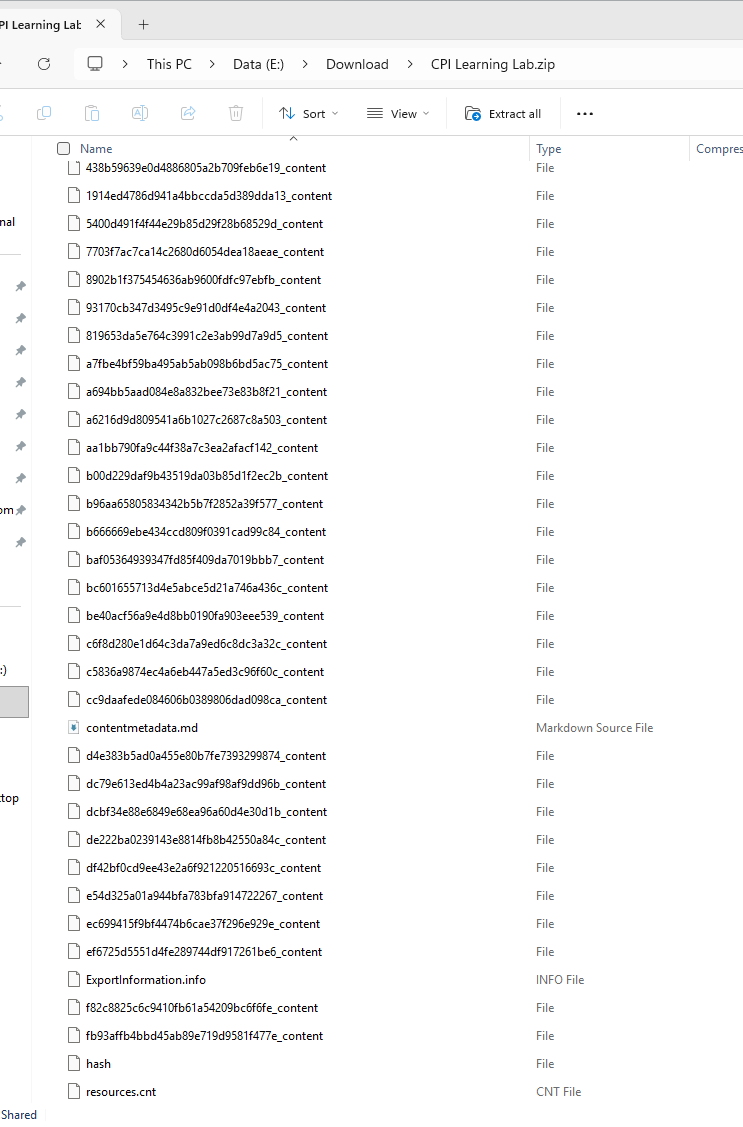 PI Learning Lab
This PC > Data (E:) > Download > CPI Learning Lab.zip
Sort View Extract all
Name Type Compres
438b59639e0d4886805a2b709feb6e19_content File
1914ed4786d941a4bbccda5d389dda13_content File
nal
5400d491f4f44e29b85d29f28b68529d_content File
7703f7ac7ca14c2680d6054dea18aeae_content File
8902b1f375454636ab9600fdfc97ebfb_content File
93170cb347d3495c9e91d0df4e4a2043_content File
819653da5e764c3991c2e3ab99d7a9d5_content File
a7fbe4bf59ba495ab5ab098b6bd5ac75_content File
a694bb5aad084e8a832bee73e83b8f21_content File
a6216d9d809541a6b1027c2687c8a503_content File
aa1bb790fa9c44f38a7c3ea2afacf142_content File
b00d229daf9b43519da03b85d1f2ec2b_content File
b96aa65805834342b5b7f2852a39f577_content File
om
b666669ebe434ccd809f0391cad99c84_content File
baf05364939347fd85f409da7019bbb7_content File
bc601655713d4e5abce5d21a746a436c_content File
be40acf56a9e4d8bb0190fa903eee539_content File
c6f8d280e1d64c3da7a9ed6c8dc3a32c_content File
:)
c5836a9874ec4a6eb447a5ed3c96f60c_content File
cc9daafede084606b0389806dad098ca_content File
contentmetadata.md Markdown Source File
d4e383b5ad0a455e80b7fe7393299874_content File
dc79e613ed4b4a23ac99af98af9dd96b_content File
top
dcbf34e88e6849e68ea96a60d4e30d1b_content File
de222ba0239143e8814fb8b42550a84c_content File
df42bf0cd9ee43e2a6f921220516693c_content File
e54d325a01a944bfa783bfa914722267_content File
ec699415f9bf4474b6cae37f296e929e_content File
ef6725d5551d4fe289744df917261be6_content File
ExportInformation.info INFO File
f82c8825c6c9410fb61a54209bc6f6fe_content File
fb93affb4bbd45ab89e719d9581f477e_content File
hash File
resources.cnt CNT File
Shared